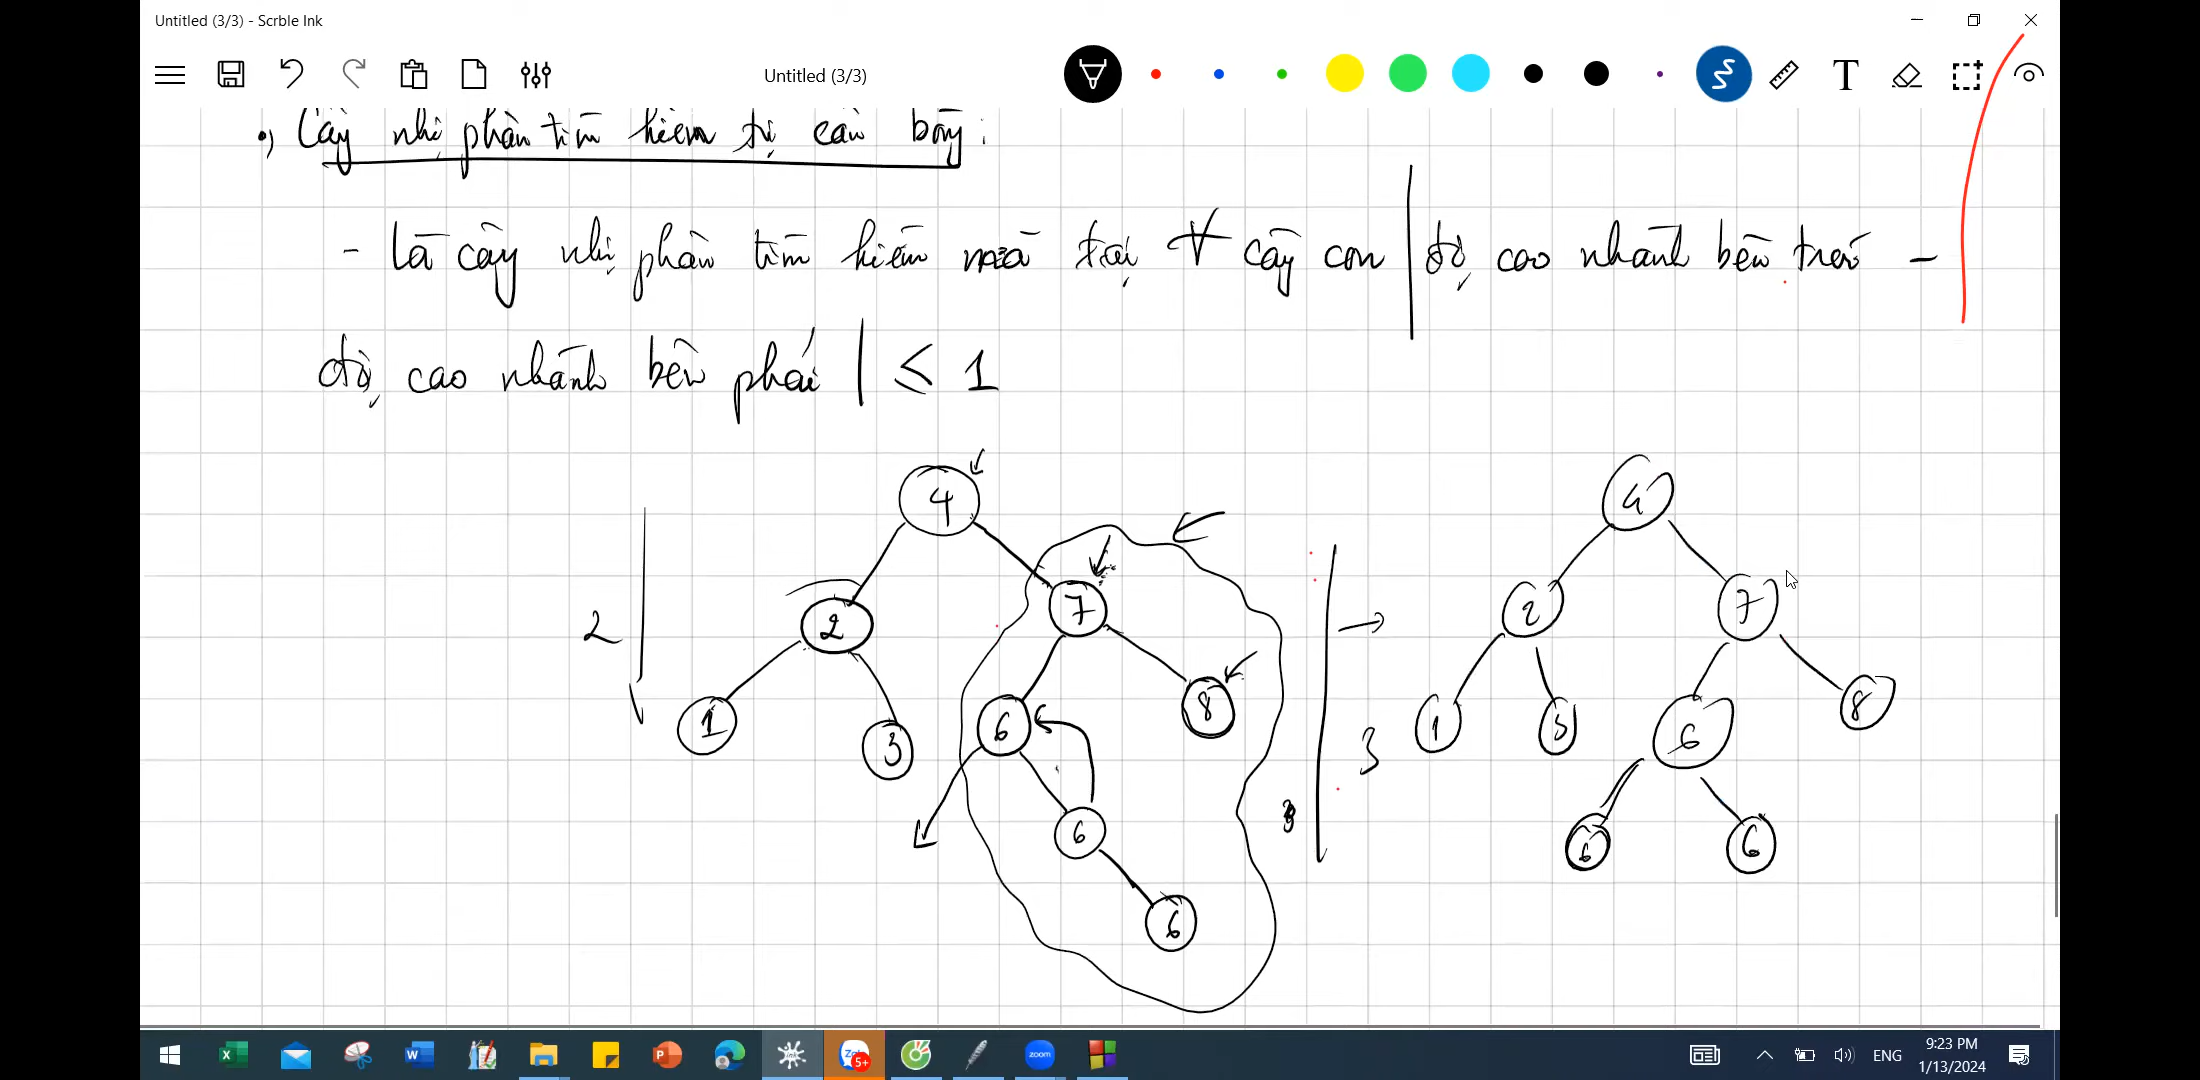 Untitled (3/3) - Scrble Ink
Untitled (3/3)
T
•) Cây nhị phân tìm kiếm tự cân bằng:
- Là cây nhị phân tìm kiếm mà tại ∀ cây con | độ cao nhánh bên trái -
độ cao nhánh bên phải | ≤ 1
4
2
7
2
1
3
6
8
6
6
3
4
2
7
3
1
3
6
8
6
6
zoom
5+
ENG
9:23 PM
1/13/2024